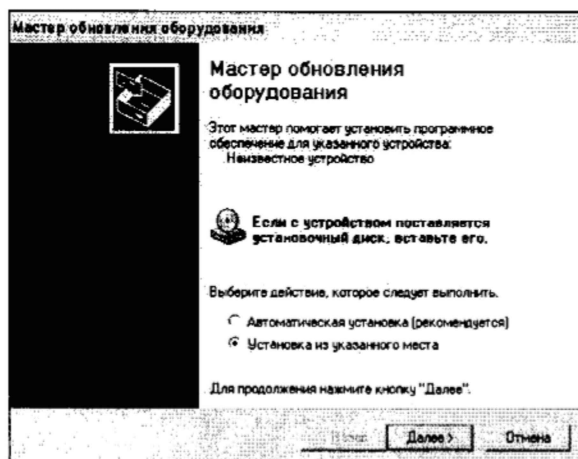 Мастер обновления оборудования
Мастер обновления
оборудования
Этот мастер помогает установить программное
обеспечение для указанного устройства:
Неизвестное устройство
Если с устройством поставляется
установочный диск, вставьте его.
Выберите действие, которое следует выполнить.
Автоматическая установка (рекомендуется)
Установка из указанного места
Для продолжения нажмите кнопку "Далее".
Далее >
Отмена